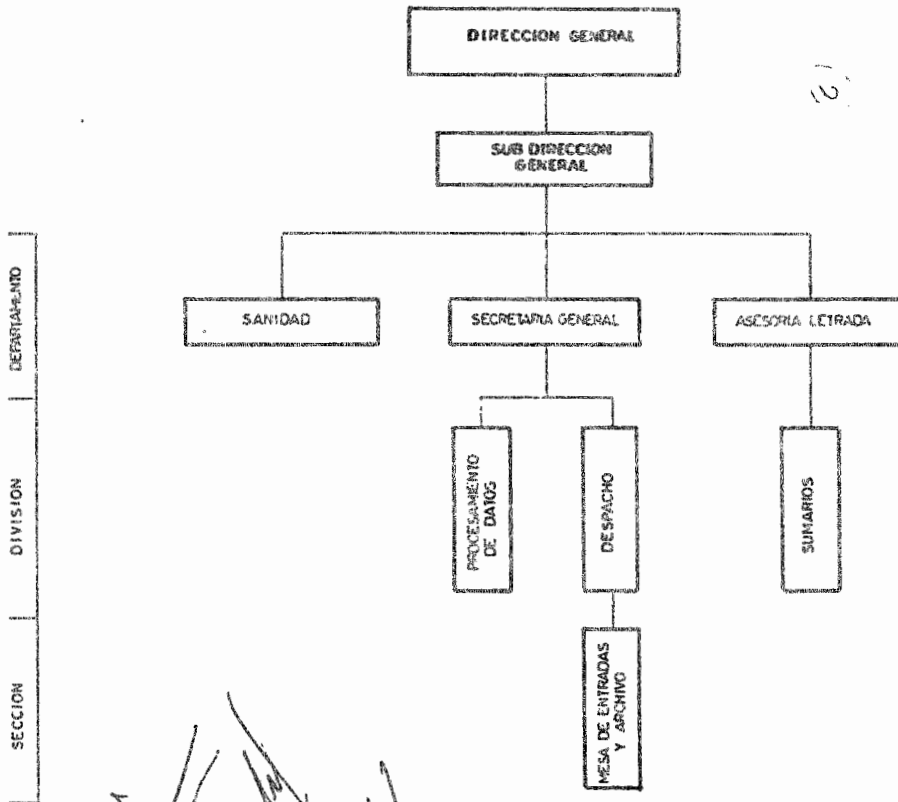 DIRECCION GENERAL
(2)
SUB DIRECCION
GENERAL
DEPARTAMENTO
SANIDAD
SECRETARIA GENERAL
ASESORIA LETRADA
DIVISION
PROCESAMIENTO
DE DATOS
DESPACHO
SUMARIOS
SECCION
MESA DE ENTRADAS
Y ARCHIVO